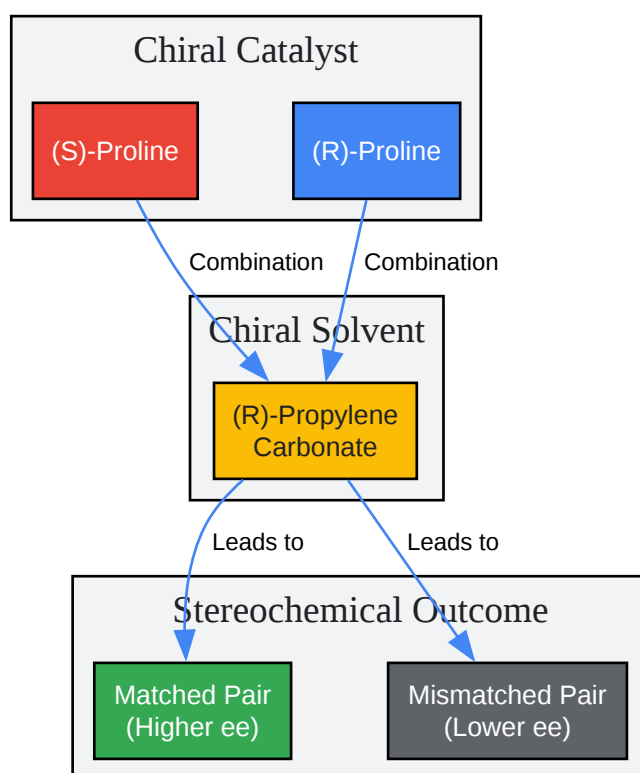 Chiral Catalyst
(S)-Proline
(R)-Proline
Combination
Combination
Chiral Solvent
(R)-Propylene
Carbonate
Leads to
Leads to
Stereochemical Outcome
Matched Pair
(Higher ee)
Mismatched Pair
(Lower ee)